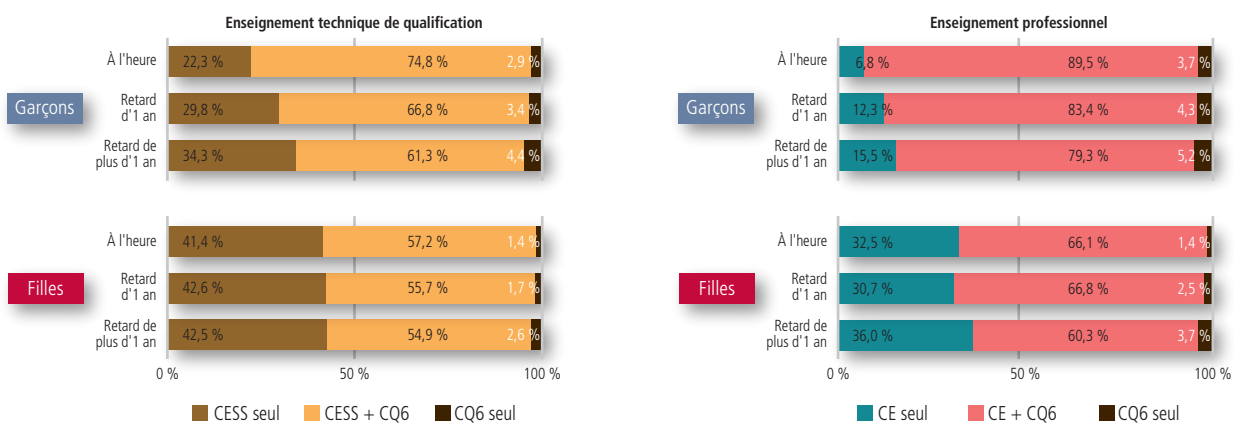 Enseignement technique de qualification
À l'heure
22,3 % 74,8 % 2,9 %
Garçons
Retard
d'1 an
29,8 % 66,8 % 3,4 %
Retard de
plus d'1 an
34,3 % 61,3 % 4,4 %
À l'heure
41,4 % 57,2 % 1,4 %
Filles
Retard
d'1 an
42,6 % 55,7 % 1,7 %
Retard de
plus d'1 an
42,5 % 54,9 % 2,6 %
0 % 50 % 100 %
CESS seul CESS + CQ6 CQ6 seul
Enseignement professionnel
À l'heure
6,8 % 89,5 % 3,7 %
Garçons
Retard
d'1 an
12,3 % 83,4 % 4,3 %
Retard de
plus d'1 an
15,5 % 79,3 % 5,2 %
À l'heure
32,5 % 66,1 % 1,4 %
Filles
Retard
d'1 an
30,7 % 66,8 % 2,5 %
Retard de
plus d'1 an
36,0 % 60,3 % 3,7 %
0 % 50 % 100 %
CE seul CE + CQ6 CQ6 seul